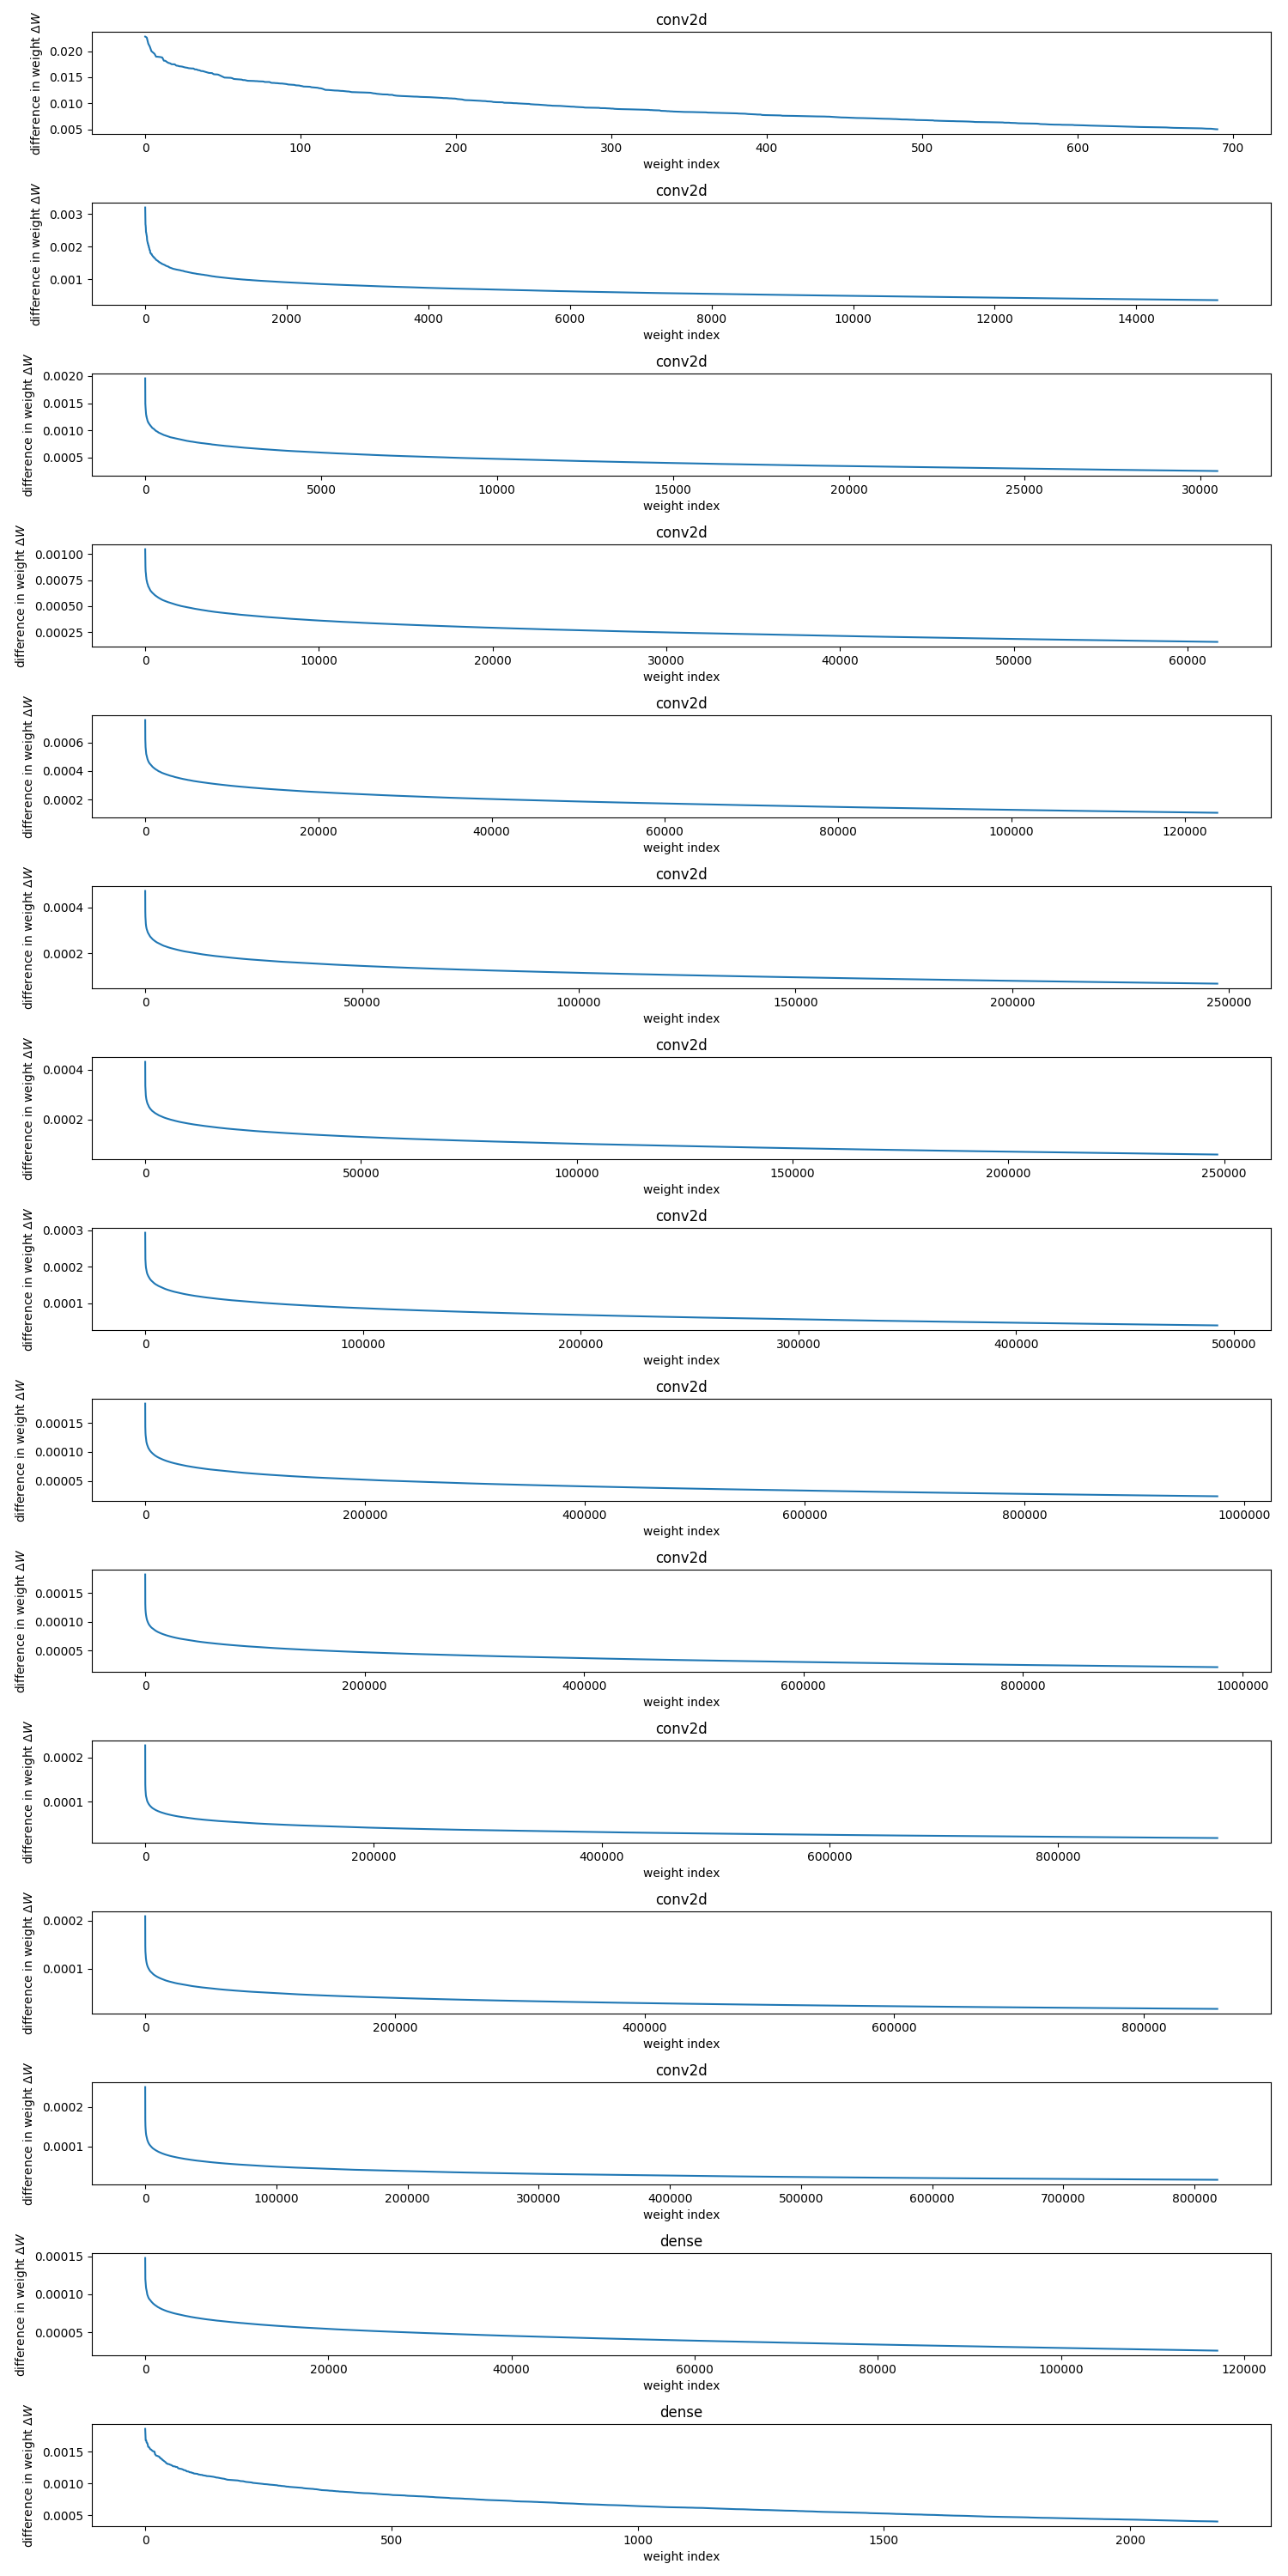 conv2d
difference in weight ΔW
0.020
0.015
0.010
0.005
0 100 200 300 400 500 600 700
weight index
conv2d
difference in weight ΔW
0.003
0.002
0.001
0 2000 4000 6000 8000 10000 12000 14000
weight index
conv2d
difference in weight ΔW
0.0020
0.0015
0.0010
0.0005
0 5000 10000 15000 20000 25000 30000
weight index
conv2d
difference in weight ΔW
0.00100
0.00075
0.00050
0.00025
0 10000 20000 30000 40000 50000 60000
weight index
conv2d
difference in weight ΔW
0.0006
0.0004
0.0002
0 20000 40000 60000 80000 100000 120000
weight index
conv2d
difference in weight ΔW
0.0004
0.0002
0 50000 100000 150000 200000 250000
weight index
conv2d
difference in weight ΔW
0.0004
0.0002
0 50000 100000 150000 200000 250000
weight index
conv2d
difference in weight ΔW
0.0003
0.0002
0.0001
0 100000 200000 300000 400000 500000
weight index
conv2d
difference in weight ΔW
0.00015
0.00010
0.00005
0 200000 400000 600000 800000 1000000
weight index
conv2d
difference in weight ΔW
0.00015
0.00010
0.00005
0 200000 400000 600000 800000 1000000
weight index
conv2d
difference in weight ΔW
0.0002
0.0001
0 200000 400000 600000 800000
weight index
conv2d
difference in weight ΔW
0.0002
0.0001
0 200000 400000 600000 800000
weight index
conv2d
difference in weight ΔW
0.0002
0.0001
0 100000 200000 300000 400000 500000 600000 700000 800000
weight index
dense
difference in weight ΔW
0.00015
0.00010
0.00005
0 20000 40000 60000 80000 100000 120000
weight index
dense
difference in weight ΔW
0.0015
0.0010
0.0005
0 500 1000 1500 2000
weight index